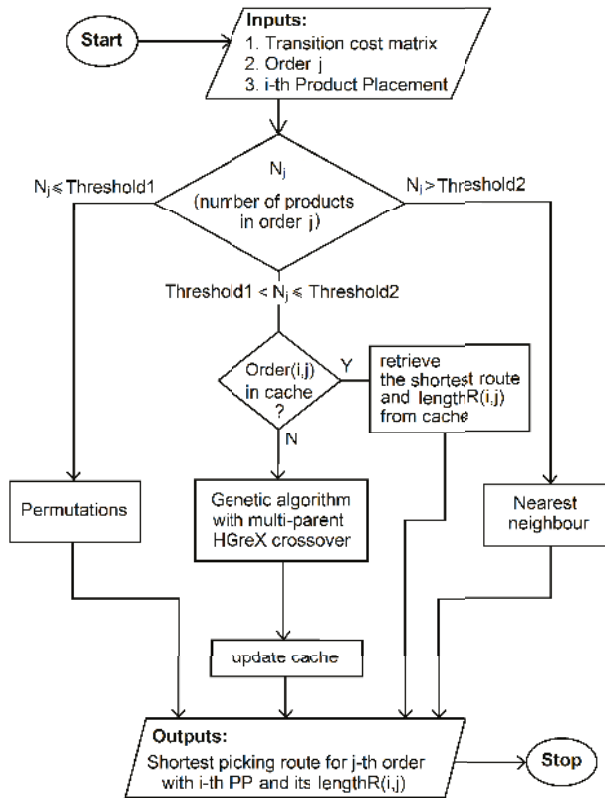 Start
Inputs:
1. Transition cost matrix
2. Order j
3. i-th Product Placement
Nj
(number of products
in order j)
Nj ⩽ Threshold1
Nj > Threshold2
Threshold1 < Nj ⩽ Threshold2
Order(i,j)
in cache
?
Y
N
retrieve
the shortest route
and lengthR(i,j)
from cache
Permutations
Genetic algorithm
with multi-parent
HGreX crossover
Nearest
neighbour
update cache
Outputs:
Shortest picking route for j-th order
with i-th PP and its lengthR(i,j)
Stop